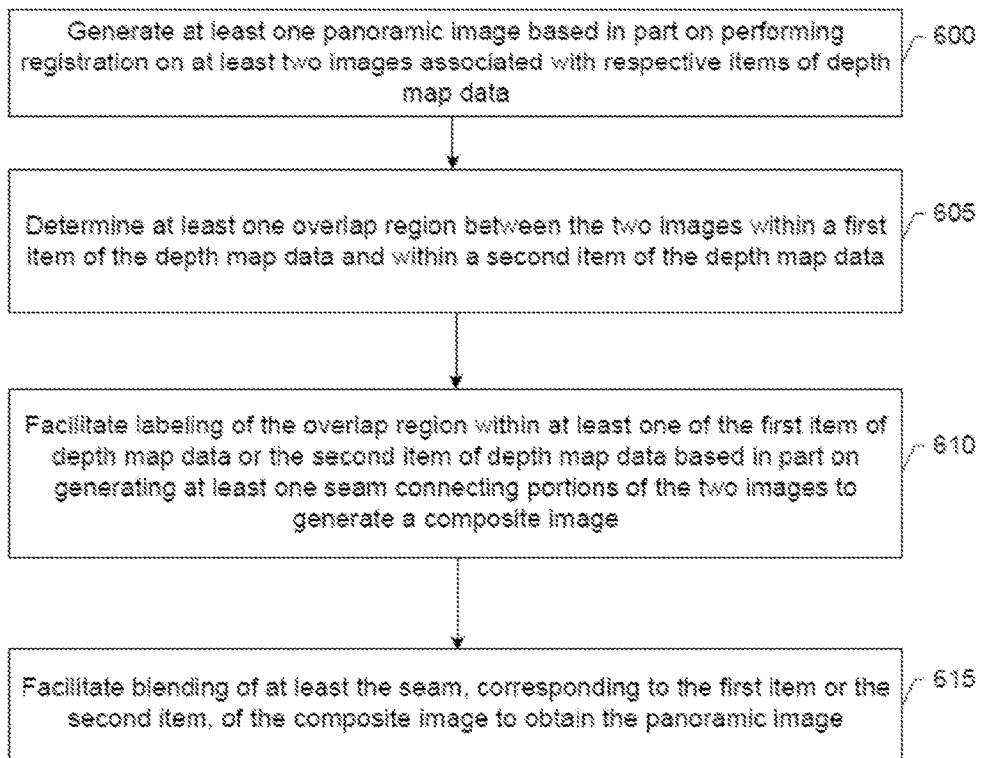 Generate at least one panoramic image based in part on performing
registration on at least two images associated with respective items of depth
map data
600
Determine at least one overlap region between the two images within a first
item of the depth map data and within a second item of the depth map data
605
Facilitate labeling of the overlap region within at least one of the first item of
depth map data or the second item of depth map data based in part on
generating at least one seam connecting portions of the two images to
generate a composite image
610
Facilitate blending of at least the seam, corresponding to the first item or the
second item, of the composite image to obtain the panoramic image
615